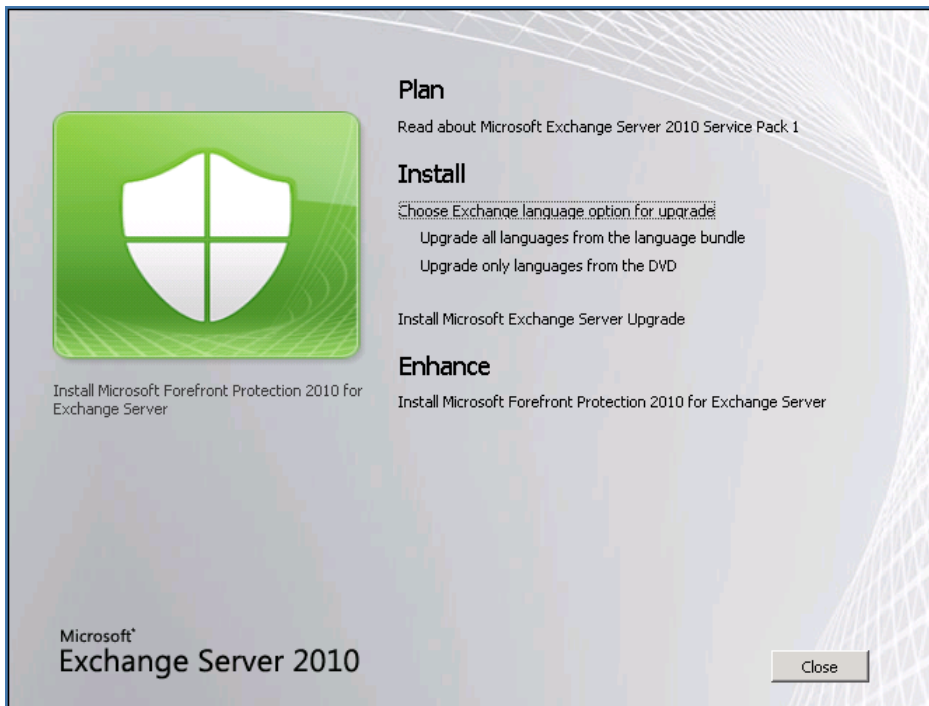 Plan
Read about Microsoft Exchange Server 2010 Service Pack 1
Install
Choose Exchange language option for upgrade
Upgrade all languages from the language bundle
Upgrade only languages from the DVD
Install Microsoft Exchange Server Upgrade
Enhance
Install Microsoft Forefront Protection 2010 for Exchange Server
Install Microsoft Forefront Protection 2010 for
Exchange Server
Microsoft*
Exchange Server 2010
Close